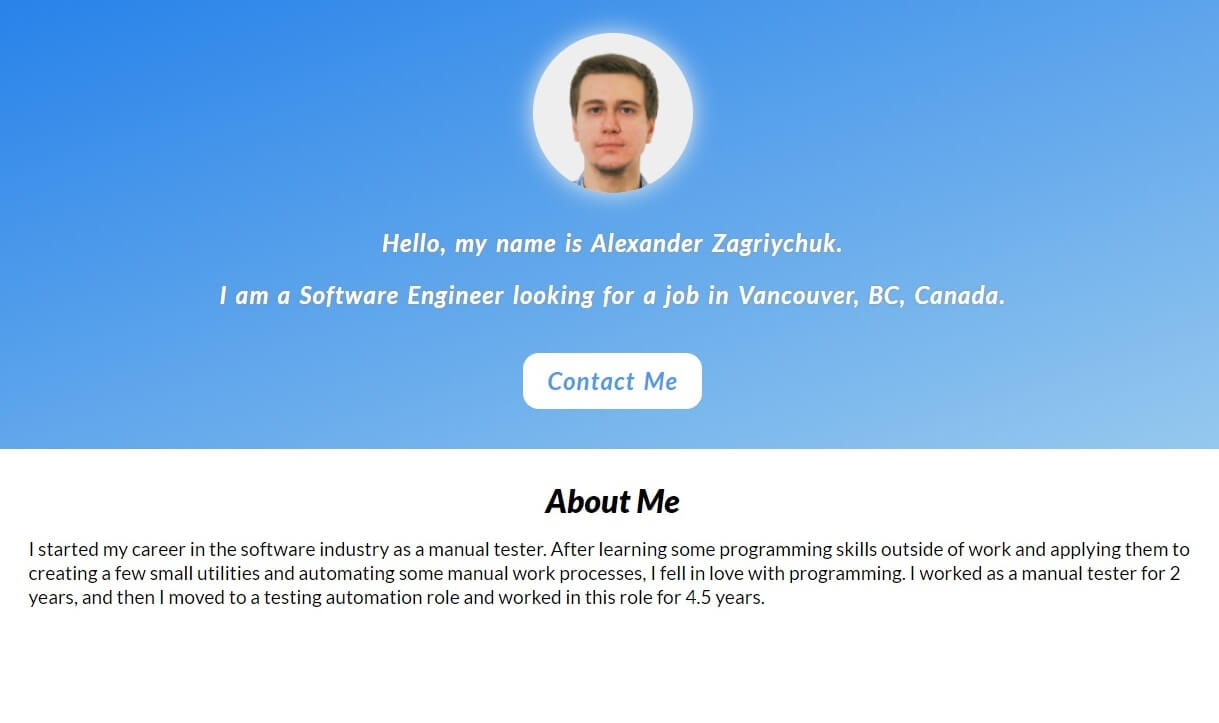 Hello, my name is Alexander Zagriychuk.
I am a Software Engineer looking for a job in Vancouver, BC, Canada.
Contact Me
About Me
I started my career in the software industry as a manual tester. After learning some programming skills outside of work and applying them to
creating a few small utilities and automating some manual work processes, I fell in love with programming. I worked as a manual tester for 2
years, and then I moved to a testing automation role and worked in this role for 4.5 years.